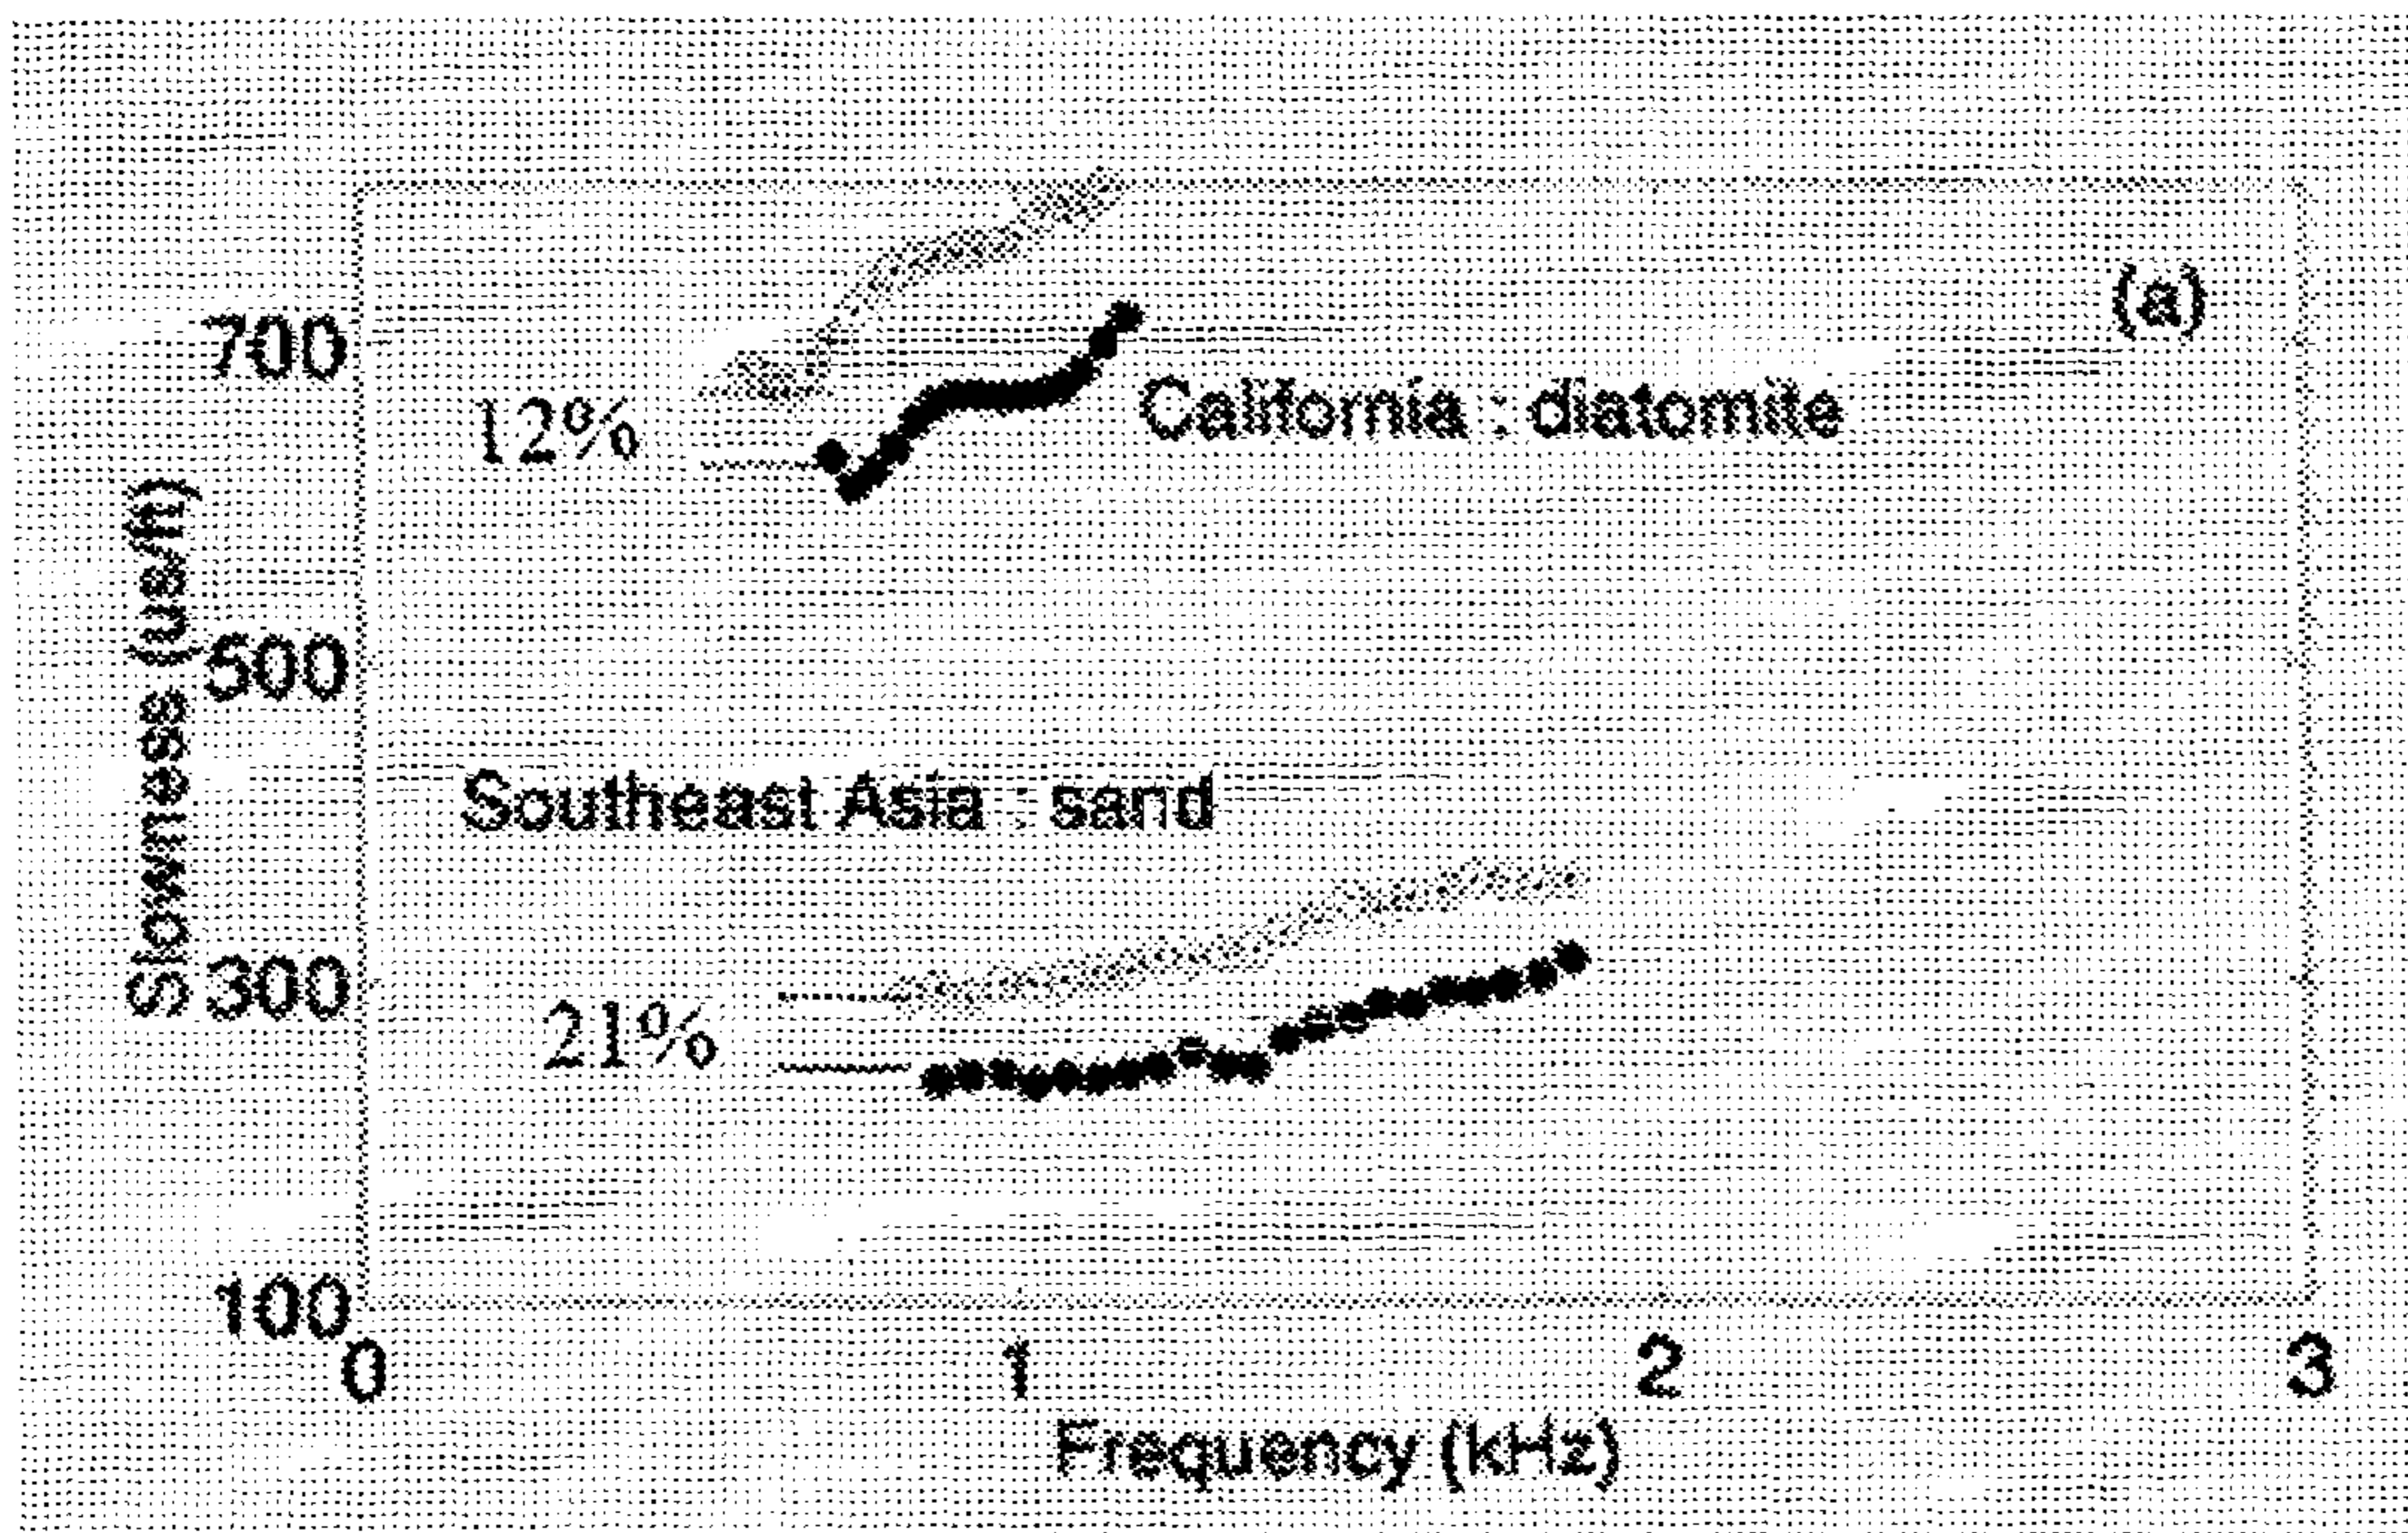 (a)
700
12%
California : diatomite
Slowness (us/ft)
500
Southeast Asia : sand
300
21%
100
0 1 2 3
Frequency (kHz)